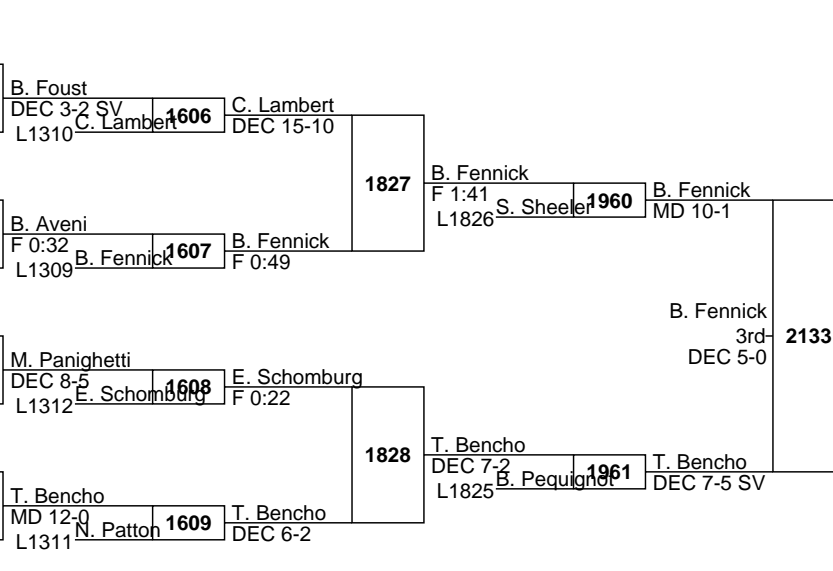 B. Foust
DEC 3-2 SV
C. Lambert
L1310
1606
C. Lambert
DEC 15-10
1827
B. Fennick
F 1:41
S. Sheeler
L1826
1960
B. Fennick
MD 10-1
B. Aveni
F 0:32
B. Fennick
L1309
1607
B. Fennick
F 0:49
B. Fennick
3rd
DEC 5-0
2133
M. Panighetti
DEC 8-5
E. Schomburg
L1312
1608
E. Schomburg
F 0:22
1828
T. Bencho
DEC 7-2
B. Pequignot
L1825
1961
T. Bencho
DEC 7-5 SV
T. Bencho
MD 12-0
N. Patton
L1311
1609
T. Bencho
DEC 6-2